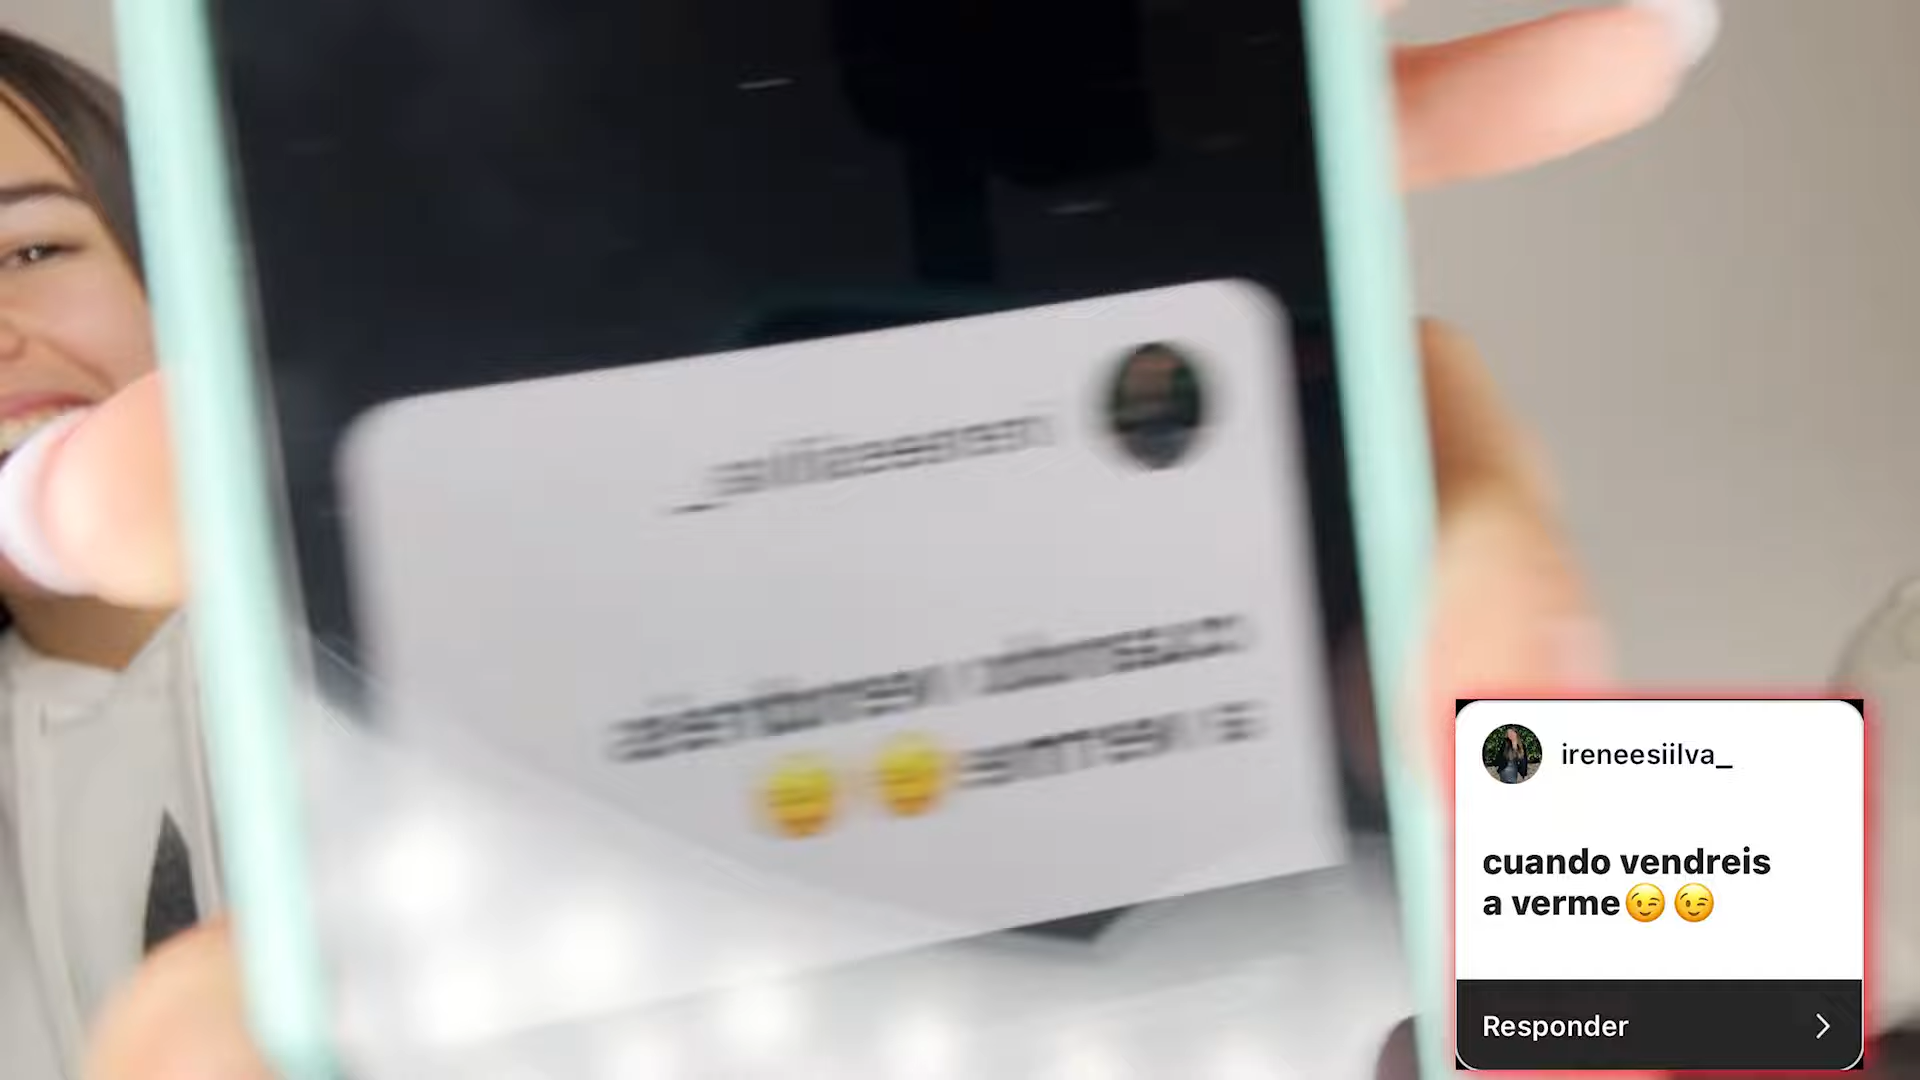 ireneesiilva_
cuando vendreis
a verme😉😉
Responder